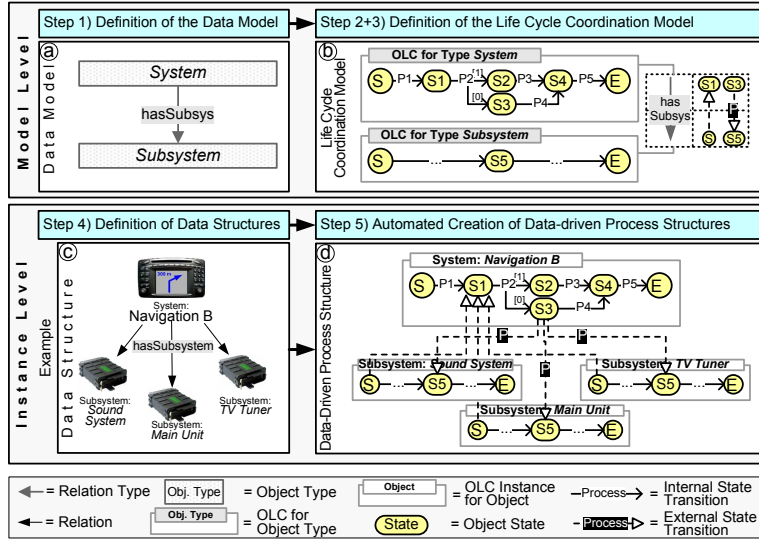 Step 1) Definition of the Data Model
Step 2+3) Definition of the Life Cycle Coordination Model
Model Level
Data Model
a
System
hasSubsys
Subsystem
Life Cycle
Coordination Model
b
OLC for Type System
S P1 S1 P2 [1] S2 P3 S4 P5 E
[0] S3 P4
OLC for Type Subsystem
S ... S5 ... E
has
Subsys
S1 S3
P
S S5
Step 4) Definition of Data Structures
Step 5) Automated Creation of Data-driven Process Structures
Instance Level
Example
Data Structure
c
300 m
System:
Navigation B
hasSubsystem
Subsystem:
Sound
System
Subsystem:
Main Unit
Subsystem:
TV Tuner
Data-Driven Process Structure
d
System: Navigation B
S P1 S1 P2 [1] S2 P3 S4 P5 E
[0] S3 P4
P P
P
Subsystem: Sound System
S ... S5 ... E
Subsystem TV Tuner
S ... S5 ... E
Subsystem Main Unit
S ... S5 ... E
= Relation Type
Obj. Type = Object Type
Object = OLC Instance
for Object
Process = Internal State
Transition
= Relation
Obj. Type = OLC for
Object Type
State = Object State
Process = External State
Transition